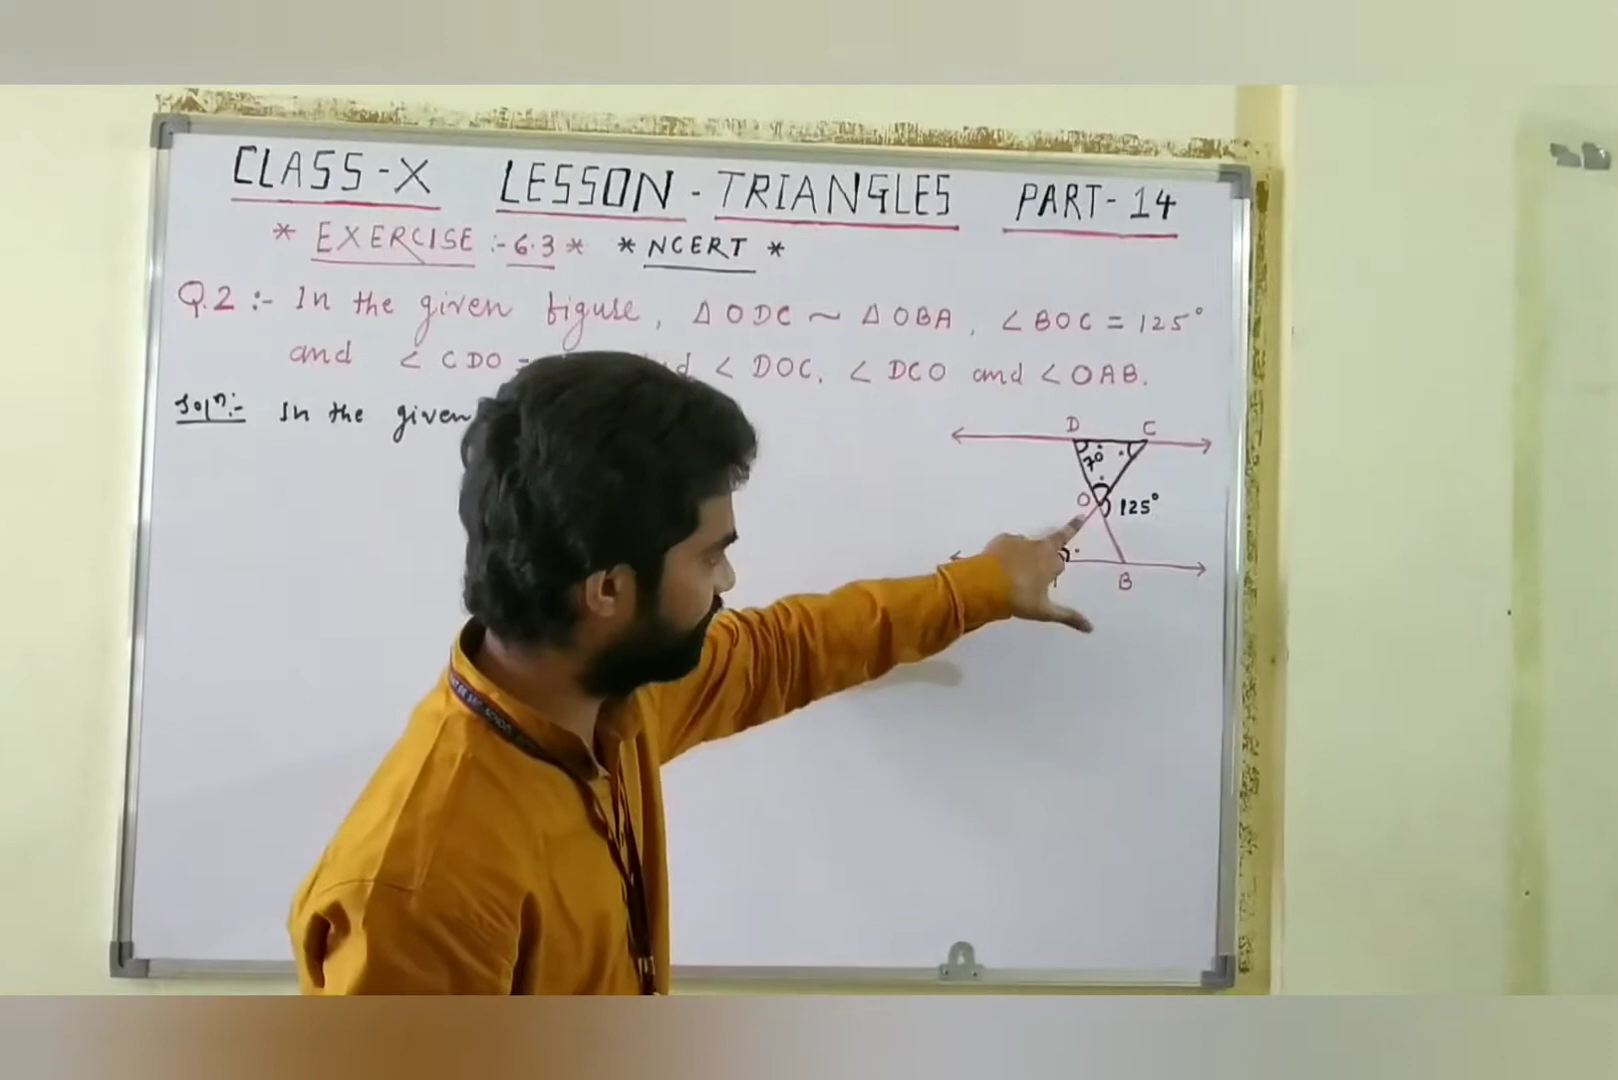 CLASS-X LESSON - TRIANGLES PART-14
* EXERCISE :- 6.3 * * NCERT *
Q.2 :- In the given figure, Δ ODC ~ Δ OBA, ∠ BOC = 125°
and ∠ CDO = ∠ DOC, ∠ DCO and ∠ OAB.
Solⁿ:- In the given
D C
70
O 125°
B